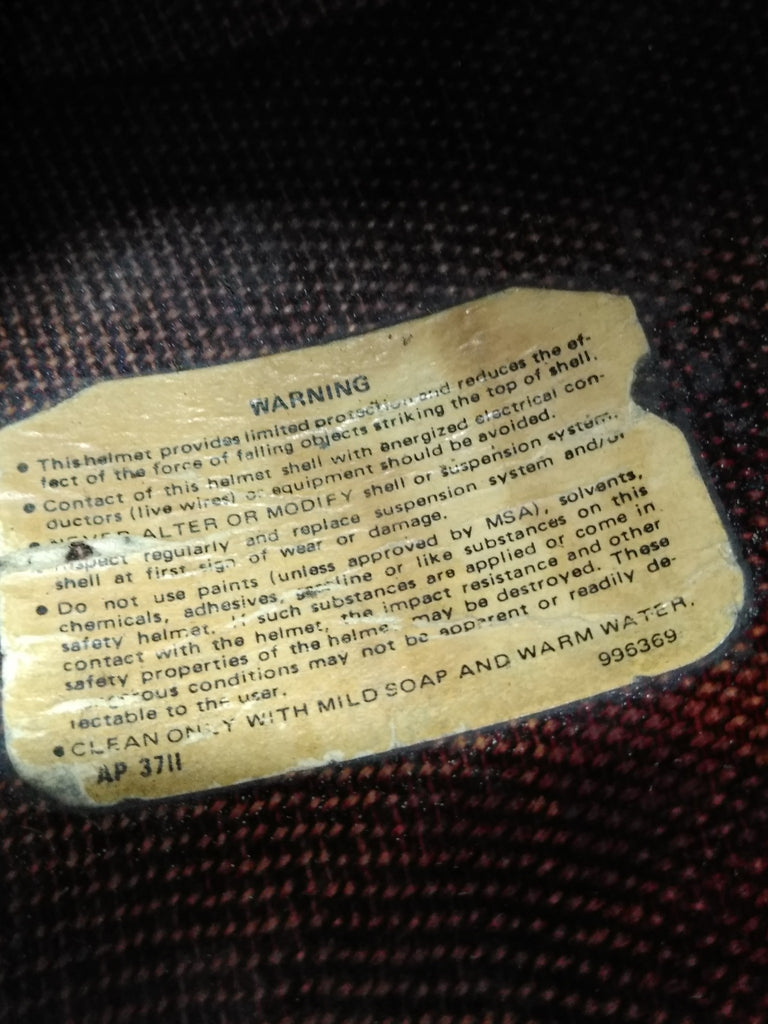 WARNING
• This helmet provides limited protection and reduces the ef-
fect of the force of falling objects striking the top of shell.
• Contact of this helmet shell with energized electrical con-
ductors (live wires) or equipment should be avoided.
• NEVER ALTER OR MODIFY shell or suspension system.
Inspect regularly and replace suspension system and/or
shell at first sign of wear or damage.
• Do not use paints (unless approved by MSA), solvents,
chemicals, adhesives, gasoline or like substances on this
safety helmet. If such substances are applied or come in
contact with the helmet, the impact resistance and other
safety properties of the helmet may be destroyed. These
conditions may not be apparent or readily de-
tectable to the user.
• CLEAN ONLY WITH MILD SOAP AND WARM WATER.
996369
AP 3711